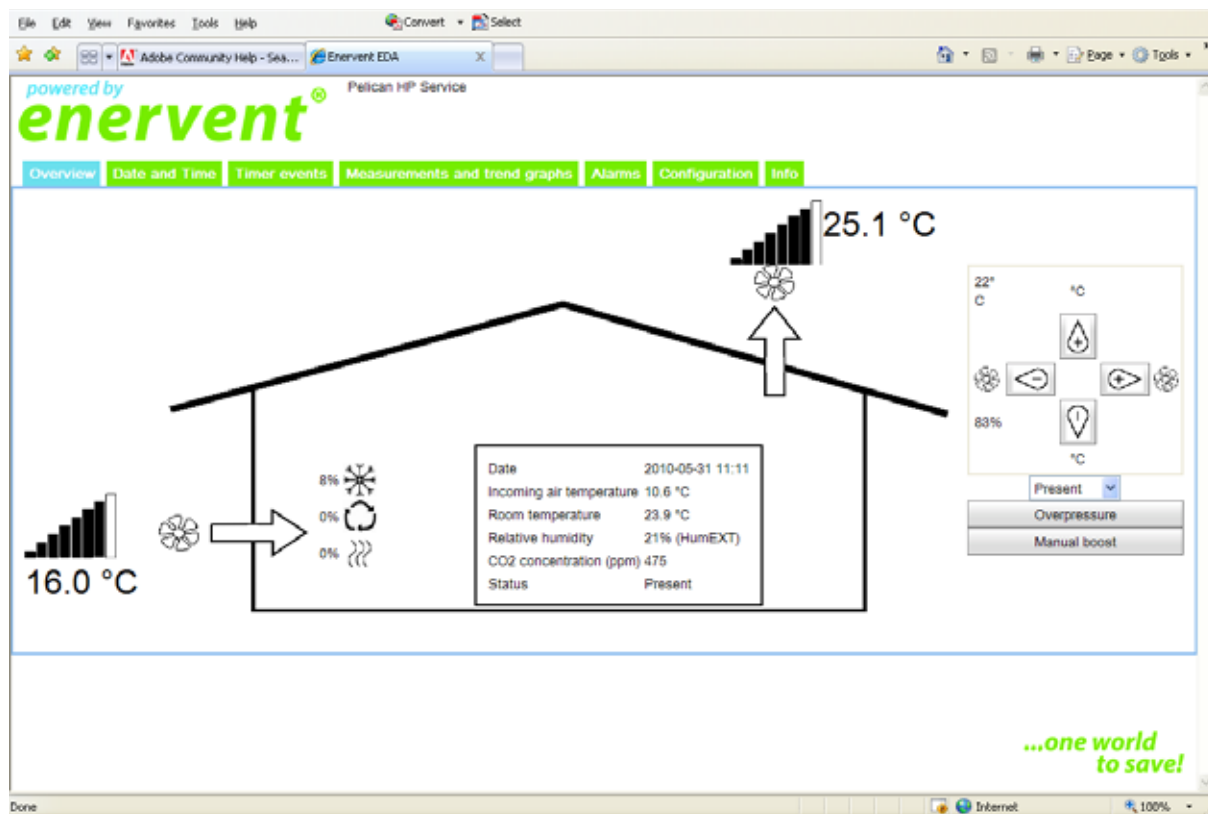 File Edit View Favorites Tools Help Convert Select
Adobe Community Help - Sea... Enervent EDA X Page Tools
powered by
enervent®
Pelican HP Service
Overview Date and Time Timer events Measurements and trend graphs Alarms Configuration Info
25.1 °C
22°
C
°C
83%
°C
Present
Overpressure
Manual boost
8%
0%
0%
16.0 °C
Date 2010-05-31 11:11
Incoming air temperature 10.6 °C
Room temperature 23.9 °C
Relative humidity 21% (HumEXT)
CO2 concentration (ppm) 475
Status Present
...one world
to save!
Done Internet 100%